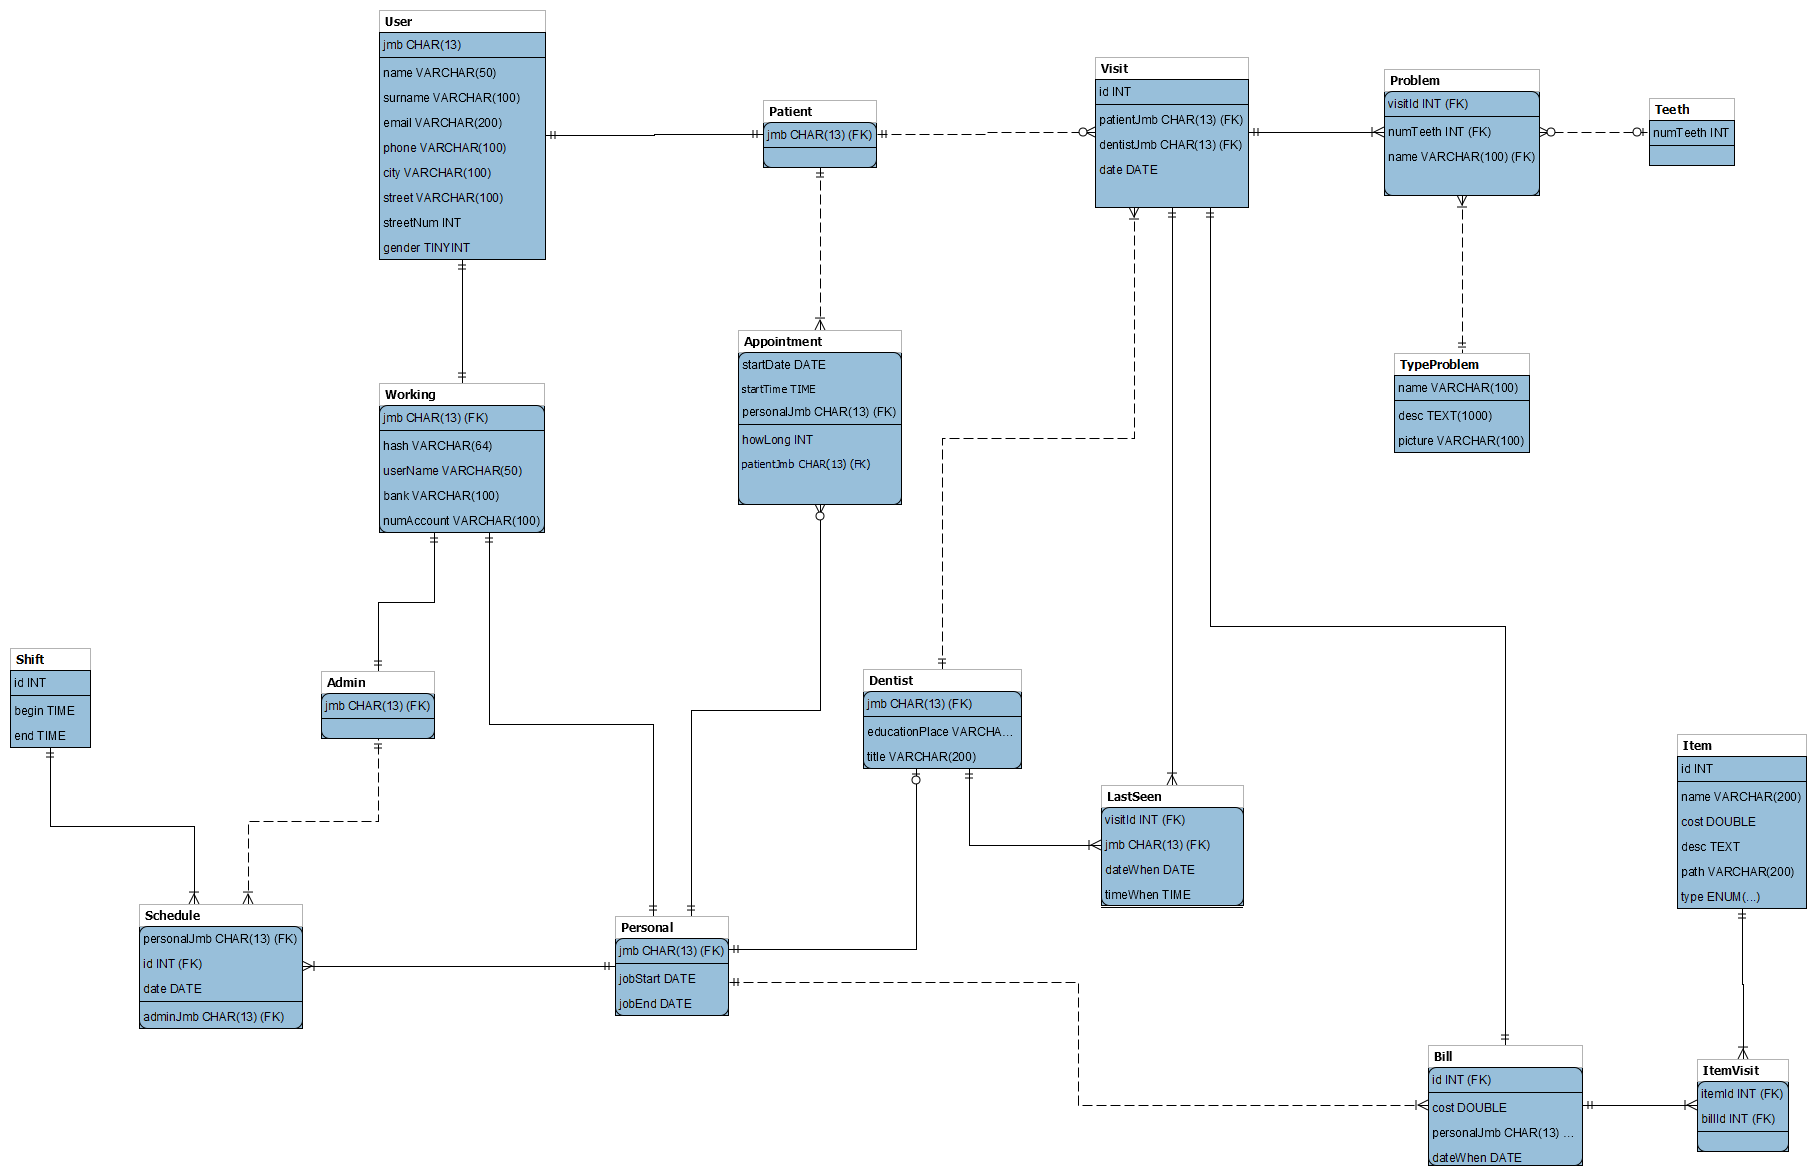 User
jmb CHAR(13)
name VARCHAR(50)
surname VARCHAR(100)
email VARCHAR(200)
phone VARCHAR(100)
city VARCHAR(100)
street VARCHAR(100)
streetNum INT
gender TINYINT
Patient
jmb CHAR(13) (FK)
Visit
id INT
patientJmb CHAR(13) (FK)
dentistJmb CHAR(13) (FK)
date DATE
Problem
visitId INT (FK)
numTeeth INT (FK)
name VARCHAR(100) (FK)
Teeth
numTeeth INT
Working
jmb CHAR(13) (FK)
hash VARCHAR(64)
userName VARCHAR(50)
bank VARCHAR(100)
numAccount VARCHAR(100)
Appointment
startDate DATE
startTime TIME
personalJmb CHAR(13) (FK)
howLong INT
patientJmb CHAR(13) (FK)
TypeProblem
name VARCHAR(100)
desc TEXT(1000)
picture VARCHAR(100)
Shift
id INT
begin TIME
end TIME
Admin
jmb CHAR(13) (FK)
Dentist
jmb CHAR(13) (FK)
educationPlace VARCHA...
title VARCHAR(200)
LastSeen
visitId INT (FK)
jmb CHAR(13) (FK)
dateWhen DATE
timeWhen TIME
Item
id INT
name VARCHAR(200)
cost DOUBLE
desc TEXT
path VARCHAR(200)
type ENUM(...)
Schedule
personalJmb CHAR(13) (FK)
id INT (FK)
date DATE
adminJmb CHAR(13) (FK)
Personal
jmb CHAR(13) (FK)
jobStart DATE
jobEnd DATE
Bill
id INT (FK)
cost DOUBLE
personalJmb CHAR(13) ...
dateWhen DATE
ItemVisit
itemId INT (FK)
billId INT (FK)